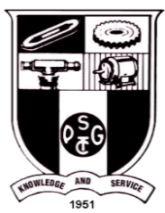 S
P G
C
T
KNOWLEDGE AND SERVICE
1951